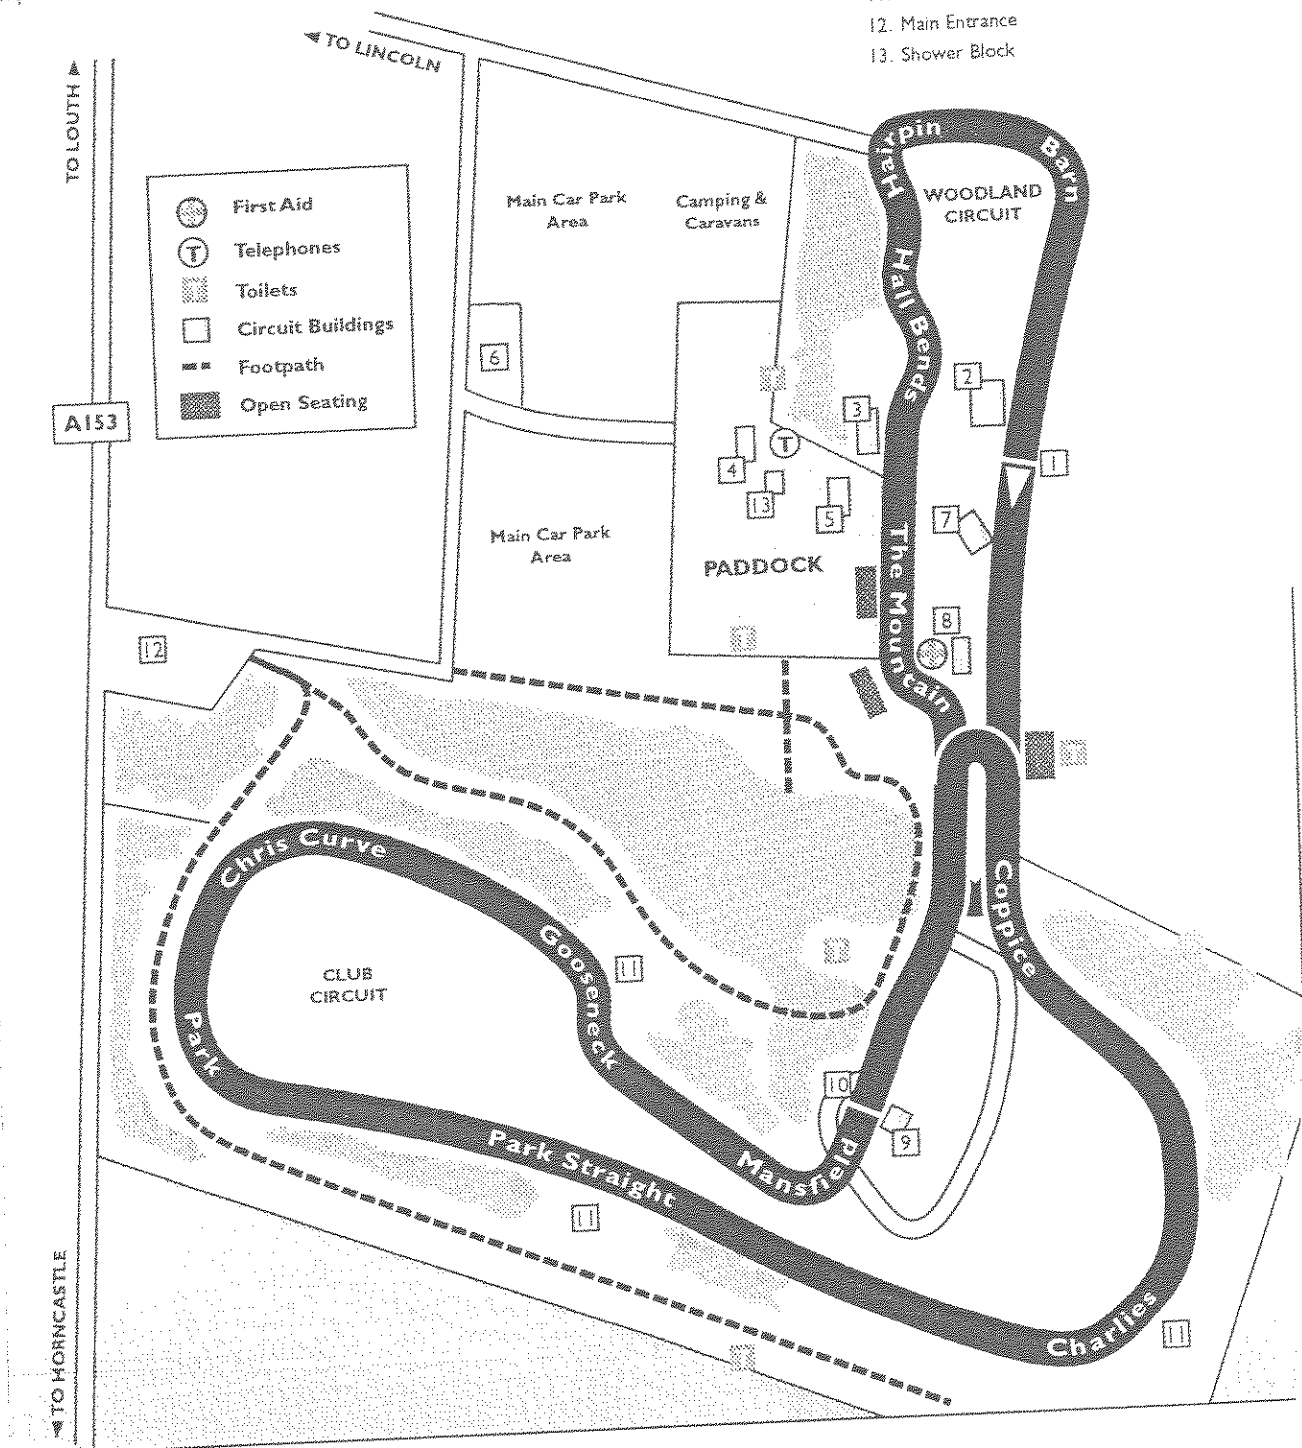 12. Main Entrance
13. Shower Block
◄ TO LINCOLN
TO LOUTH ▲
First Aid
T
Telephones
Toilets
Circuit Buildings
Footpath
Open Seating
A153
Main Car Park
Area
Camping &
Caravans
Hairpin
Barn
WOODLAND
CIRCUIT
Hall Bends
6
2
3
T
4
1
13
5
7
Main Car Park
Area
PADDOCK
The Mountain
8
12
Chris Curve
Coppice
Gooseneck
11
CLUB
CIRCUIT
Park
10
9
Mansfield
Park Straight
11
Charlies
11
◄ TO HORNCASTLE